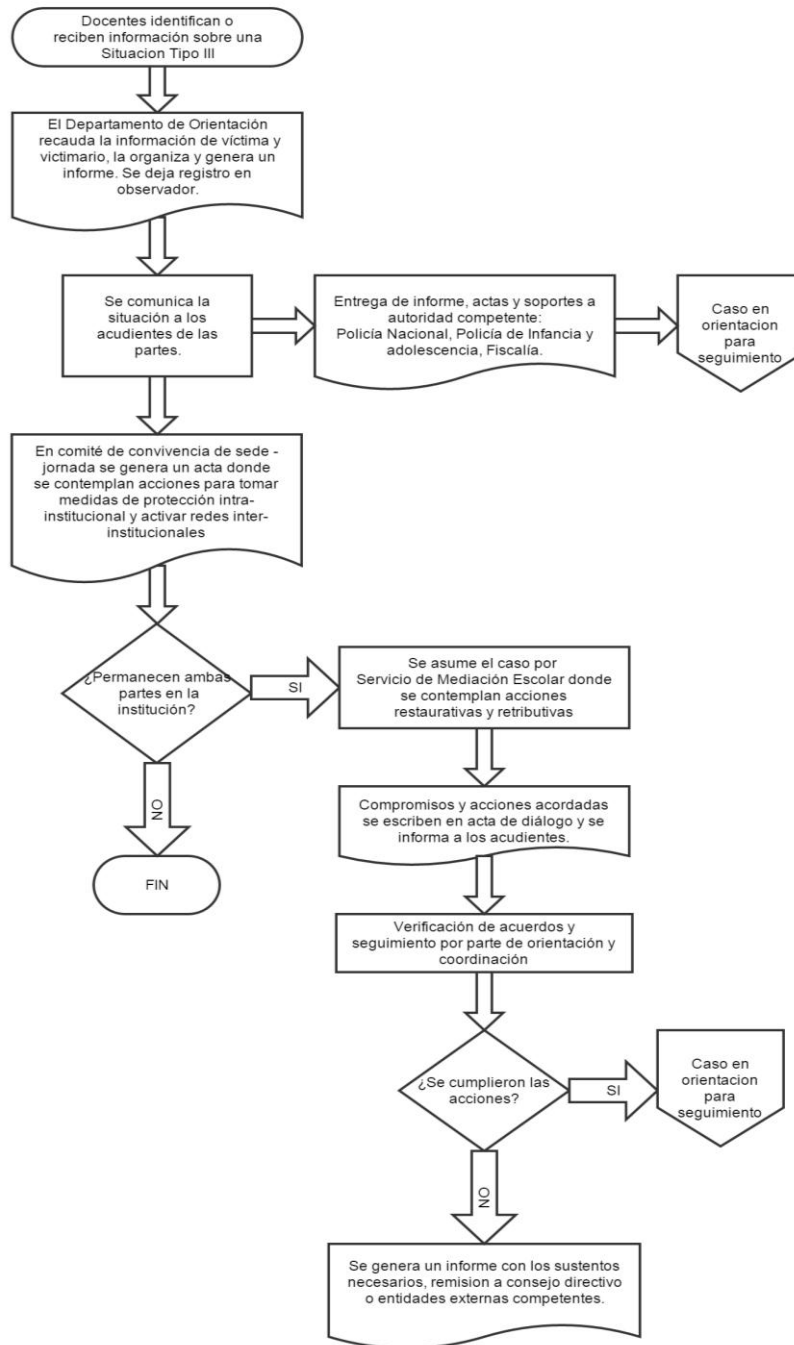 Docentes identifican o
reciben información sobre una
Situacion Tipo III
El Departamento de Orientación
recauda la información de víctima y
victimario, la organiza y genera un
informe. Se deja registro en
observador.
Se comunica la
situación a los
acudientes de las
partes.
Entrega de informe, actas y soportes a
autoridad competente:
Policía Nacional, Policía de Infancia y
adolescencia, Fiscalía.
Caso en
orientacion
para
seguimiento
En comité de convivencia de sede -
jornada se genera un acta donde
se contemplan acciones para tomar
medidas de protección intra-
institucional y activar redes inter-
institucionales
¿Permanecen ambas
partes en la
institución?
SI
Se asume el caso por
Servicio de Mediación Escolar donde
se contemplan acciones
restaurativas y retributivas
NO
FIN
Compromisos y acciones acordadas
se escriben en acta de diálogo y se
informa a los acudientes.
Verificación de acuerdos y
seguimiento por parte de orientación y
coordinación
¿Se cumplieron las
acciones?
SI
Caso en
orientacion
para
seguimiento
NO
Se genera un informe con los sustentos
necesarios, remision a consejo directivo
o entidades externas competentes.